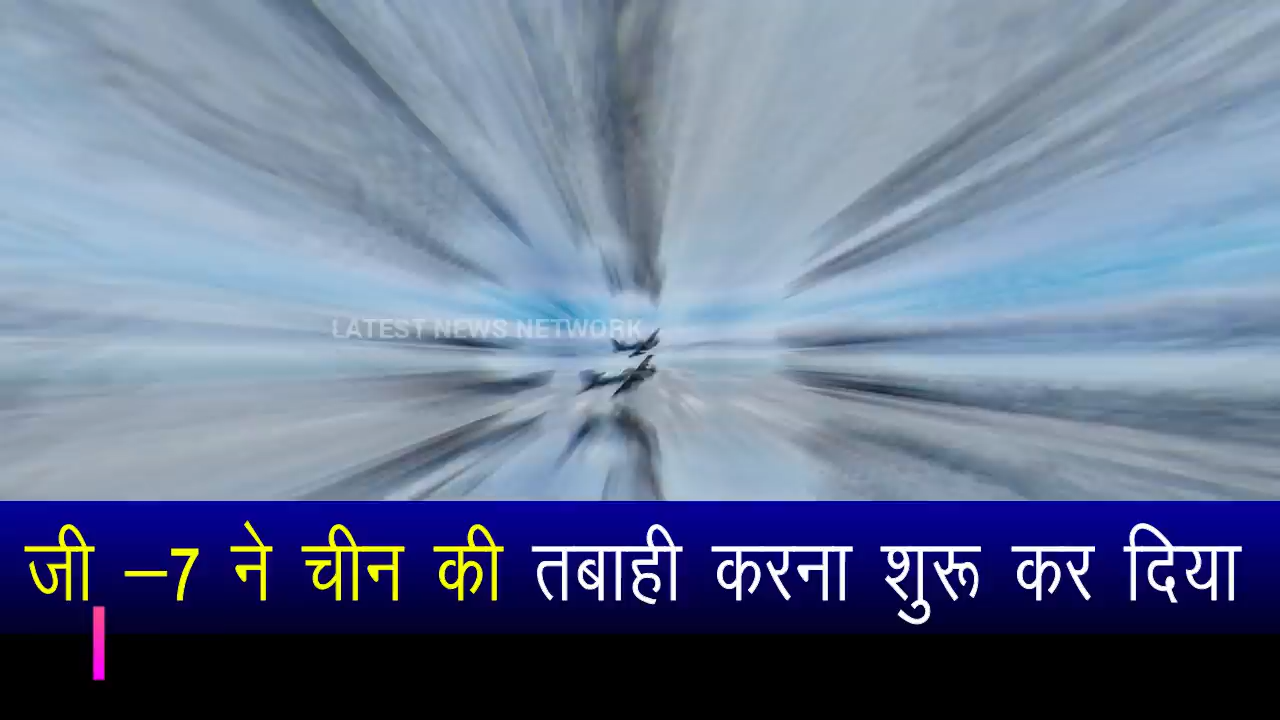 LATEST NEWS NETWORK
जी –7 ने चीन की तबाही करना शुरू कर दिया